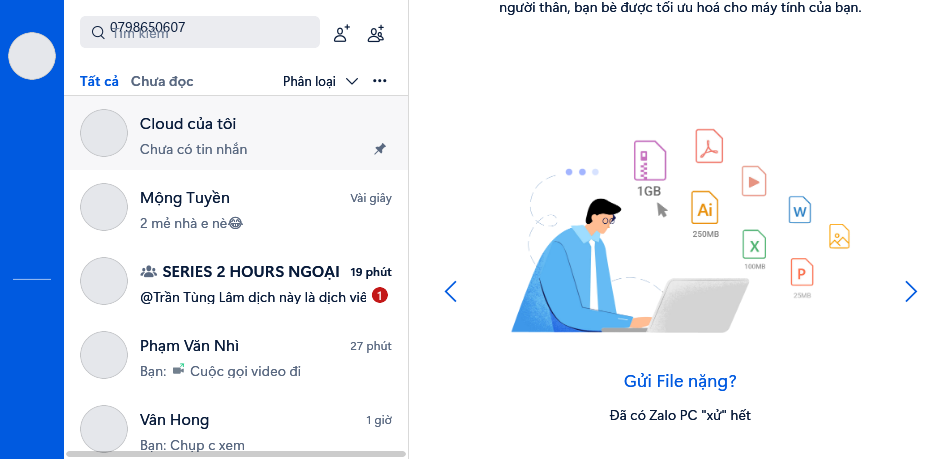 người thân, bạn bè được tối ưu hoá cho máy tính của bạn.
0798650607
Tìm kiếm
Tất cả Chưa đọc Phân loại
Cloud của tôi
Chưa có tin nhắn
Mộng Tuyền Vài giây
2 mẻ nhà e nè😂
SERIES 2 HOURS NGOẠI 19 phút
@Trần Tùng Lâm dịch này là dịch viê 1
Phạm Văn Nhì 27 phút
Bạn: Cuộc gọi video đi
Vân Hong 1 giờ
Bạn: Chụp c xem
1GB
Ai
250MB
W
X
100MB
P
25MB
Gửi File nặng?
Đã có Zalo PC "xử" hết